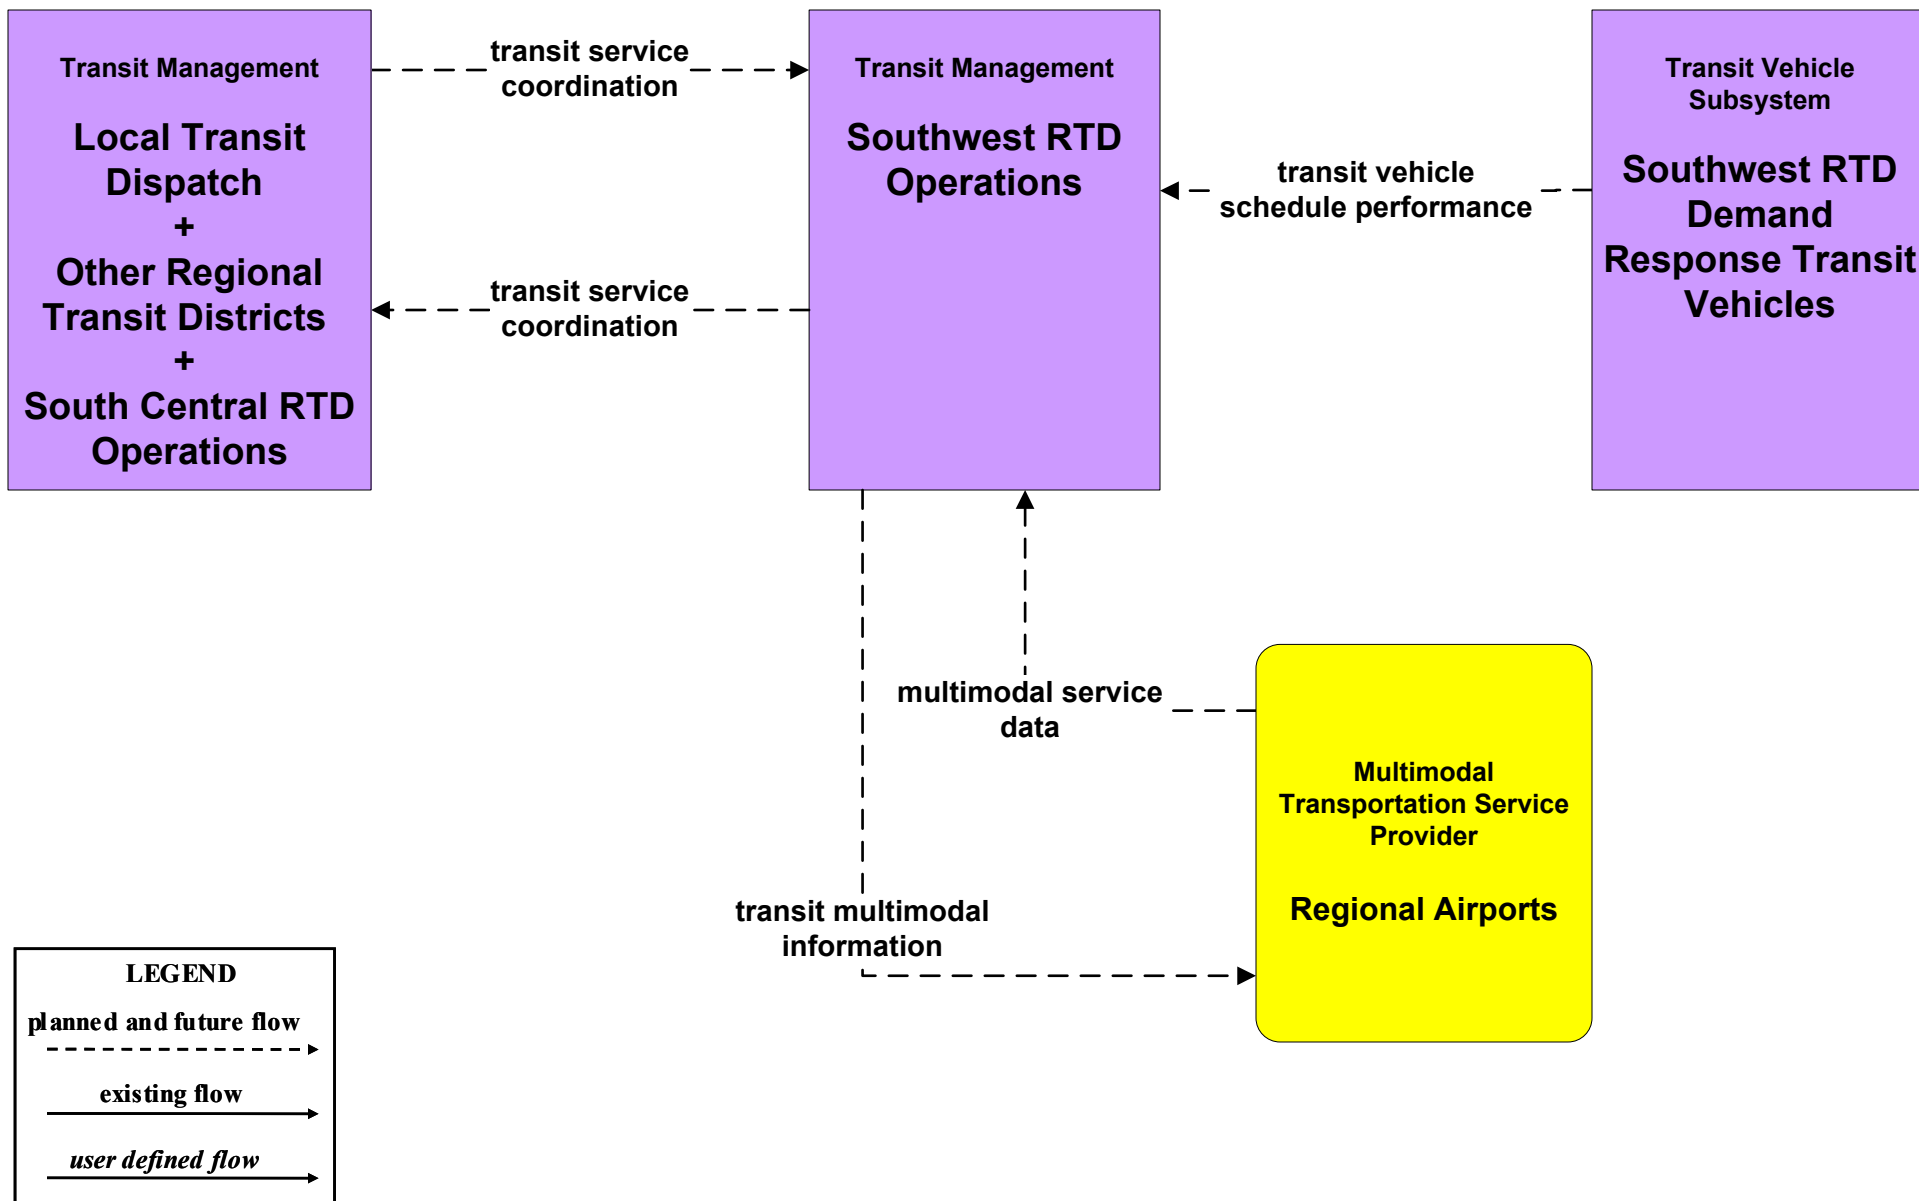 Transit Management
Local Transit
Dispatch
+
Other Regional
Transit Districts
+
South Central RTD
Operations
transit service
coordination
transit service
coordination
Transit Management
Southwest RTD
Operations
transit vehicle
schedule performance
Transit Vehicle
Subsystem
Southwest RTD
Demand
Response Transit
Vehicles
multimodal service
data
Multimodal
Transportation Service
Provider
Regional Airports
transit multimodal
information
LEGEND
planned and future flow
existing flow
user defined flow